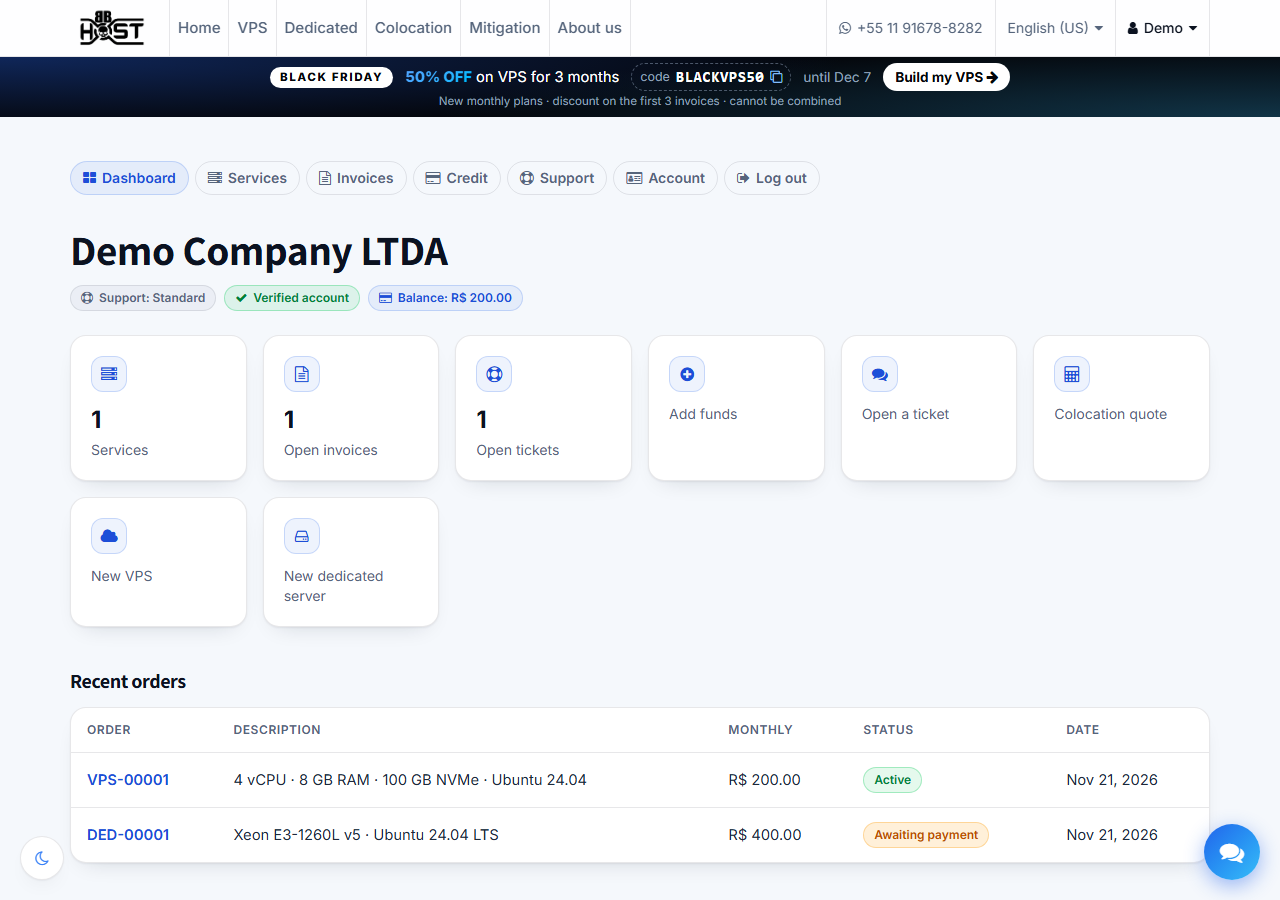 BB HOST
Home VPS Dedicated Colocation Mitigation About us +55 11 91678-8282 English (US) Demo
BLACK FRIDAY 50% OFF on VPS for 3 months code BLACKVPS50 until Dec 7 Build my VPS
New monthly plans · discount on the first 3 invoices · cannot be combined
Dashboard Services Invoices Credit Support Account Log out
Demo Company LTDA
Support: Standard Verified account Balance: R$ 200.00
1
Services
1
Open invoices
1
Open tickets
Add funds
Open a ticket
Colocation quote
New VPS
New dedicated
server
Recent orders
ORDER DESCRIPTION MONTHLY STATUS DATE
VPS-00001 4 vCPU · 8 GB RAM · 100 GB NVMe · Ubuntu 24.04 R$ 200.00 Active Nov 21, 2026
DED-00001 Xeon E3-1260L v5 · Ubuntu 24.04 LTS R$ 400.00 Awaiting payment Nov 21, 2026